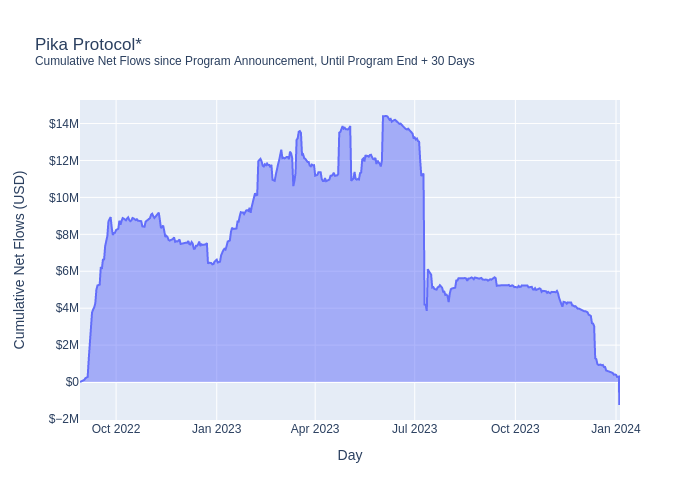 Pika Protocol*
Cumulative Net Flows since Program Announcement, Until Program End + 30 Days
Cumulative Net Flows (USD)
$14M
$12M
$10M
$8M
$6M
$4M
$2M
$0
$−2M
Oct 2022
Jan 2023
Apr 2023
Jul 2023
Oct 2023
Jan 2024
Day